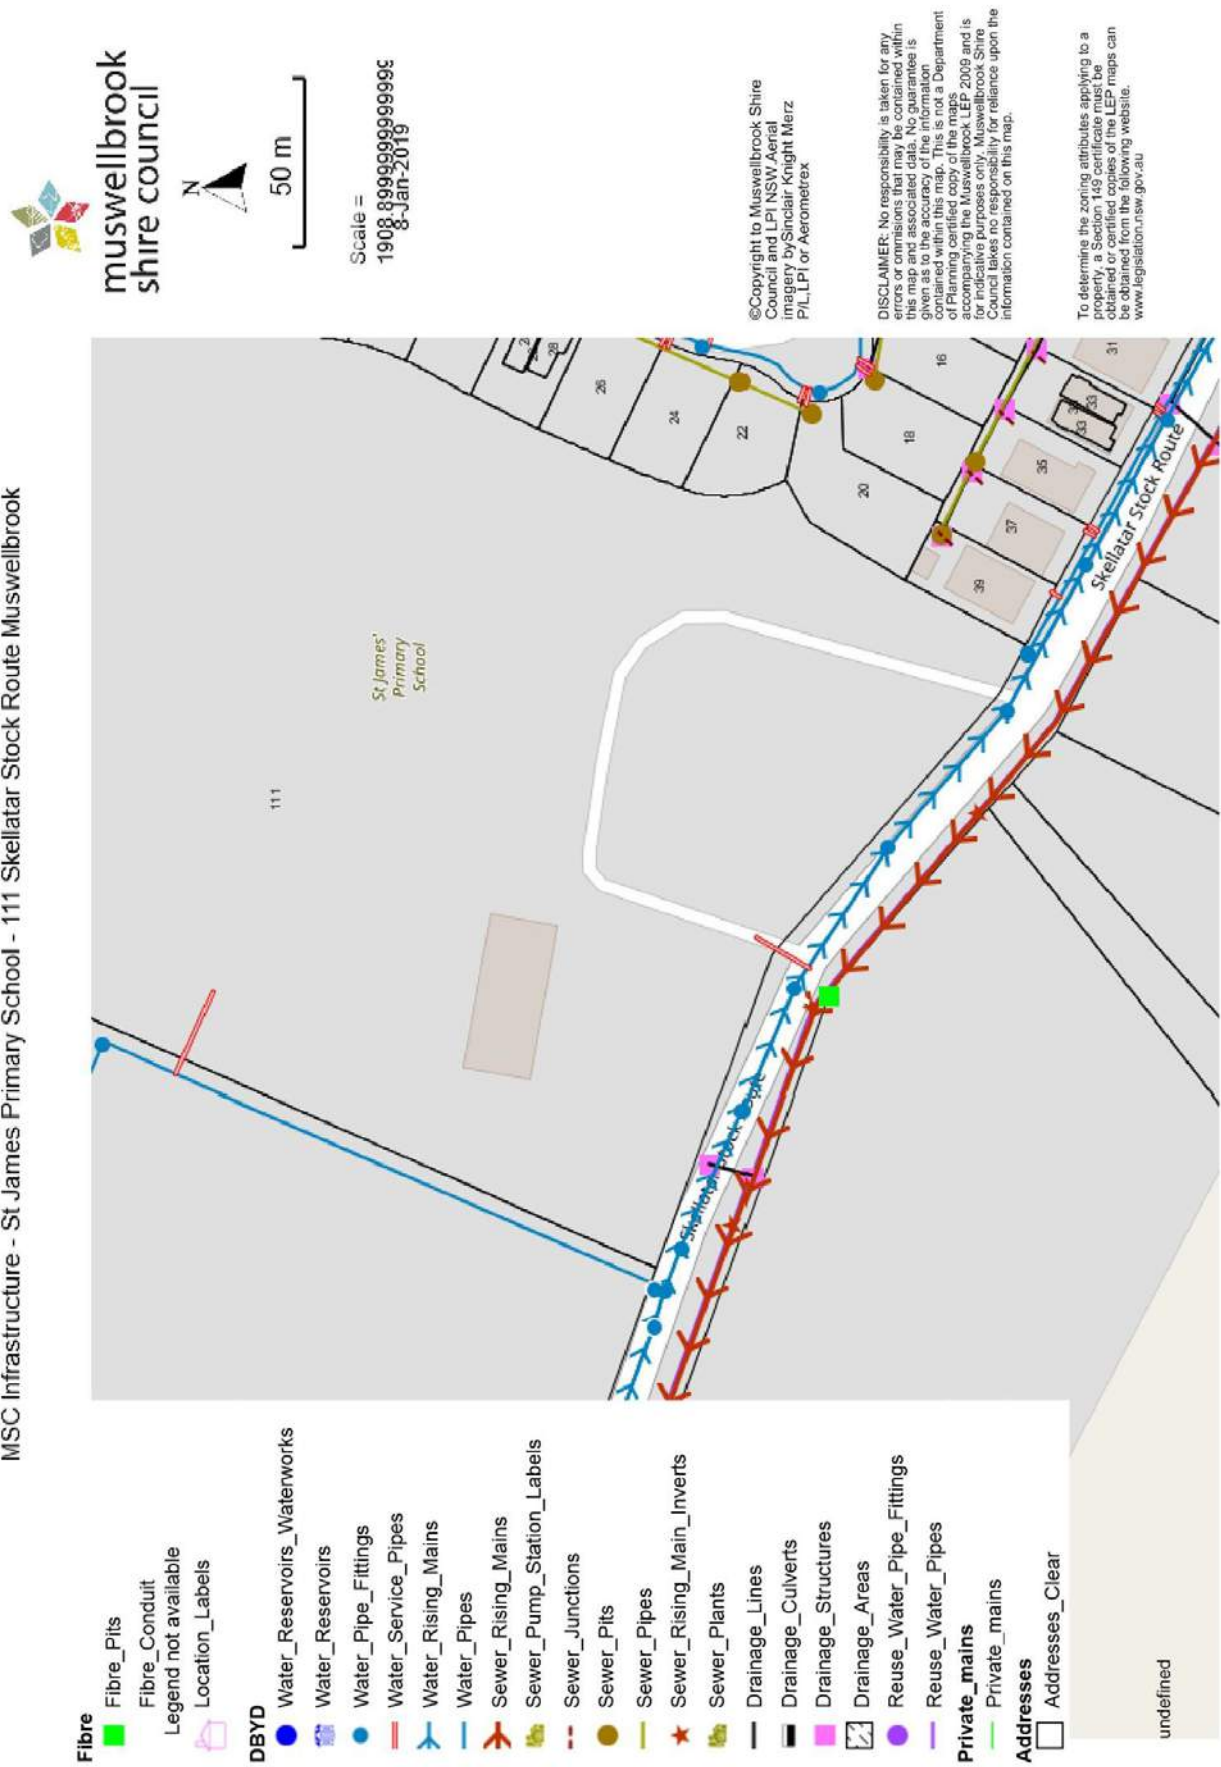 MSC Infrastructure - St James Primary School - 111 Skellatar Stock Route Muswellbrook
muswellbrook
shire council
N
50 m
Scale =
1908.8999999999999
8-Jan-2019
©Copyright to Muswellbrook Shire
Council and LPI NSW.Aerial
imagery bySinclair Knight Merz
P/L,LPI or Aerometrex
DISCLAIMER: No responsibility is taken for any
errors or ommisions that may be contained within
this map and associated data. No guarantee is
given as to the accuracy of the information
contained within this map. This is not a Department
of Planning certified copy of the maps
accompanying the Muswellbrook LEP 2009 and is
for indicative purposes only. Muswellbrook Shire
Council takes no responsibility for reliance upon the
information contained on this map.
To determine the zoning attributes applying to a
property, a Section 149 certificate must be
obtained or certified copies of the LEP maps can
be obtained from the following website.
www.legislation.nsw.gov.au
111
St James'
Primary
School
28
26
24
22
20
18
16
39
37
35
33
33
31
Skellatar Stock Route
Skellatar Stock Route
Fibre
Fibre_Pits
Fibre_Conduit
Legend not available
Location_Labels
DBYD
Water_Reservoirs_Waterworks
Water_Reservoirs
Water_Pipe_Fittings
Water_Service_Pipes
Water_Rising_Mains
Water_Pipes
Sewer_Rising_Mains
Sewer_Pump_Station_Labels
Sewer_Junctions
Sewer_Pits
Sewer_Pipes
Sewer_Rising_Main_Inverts
Sewer_Plants
Drainage_Lines
Drainage_Culverts
Drainage_Structures
Drainage_Areas
Reuse_Water_Pipe_Fittings
Reuse_Water_Pipes
Private_mains
Private_mains
Addresses
Addresses_Clear
undefined